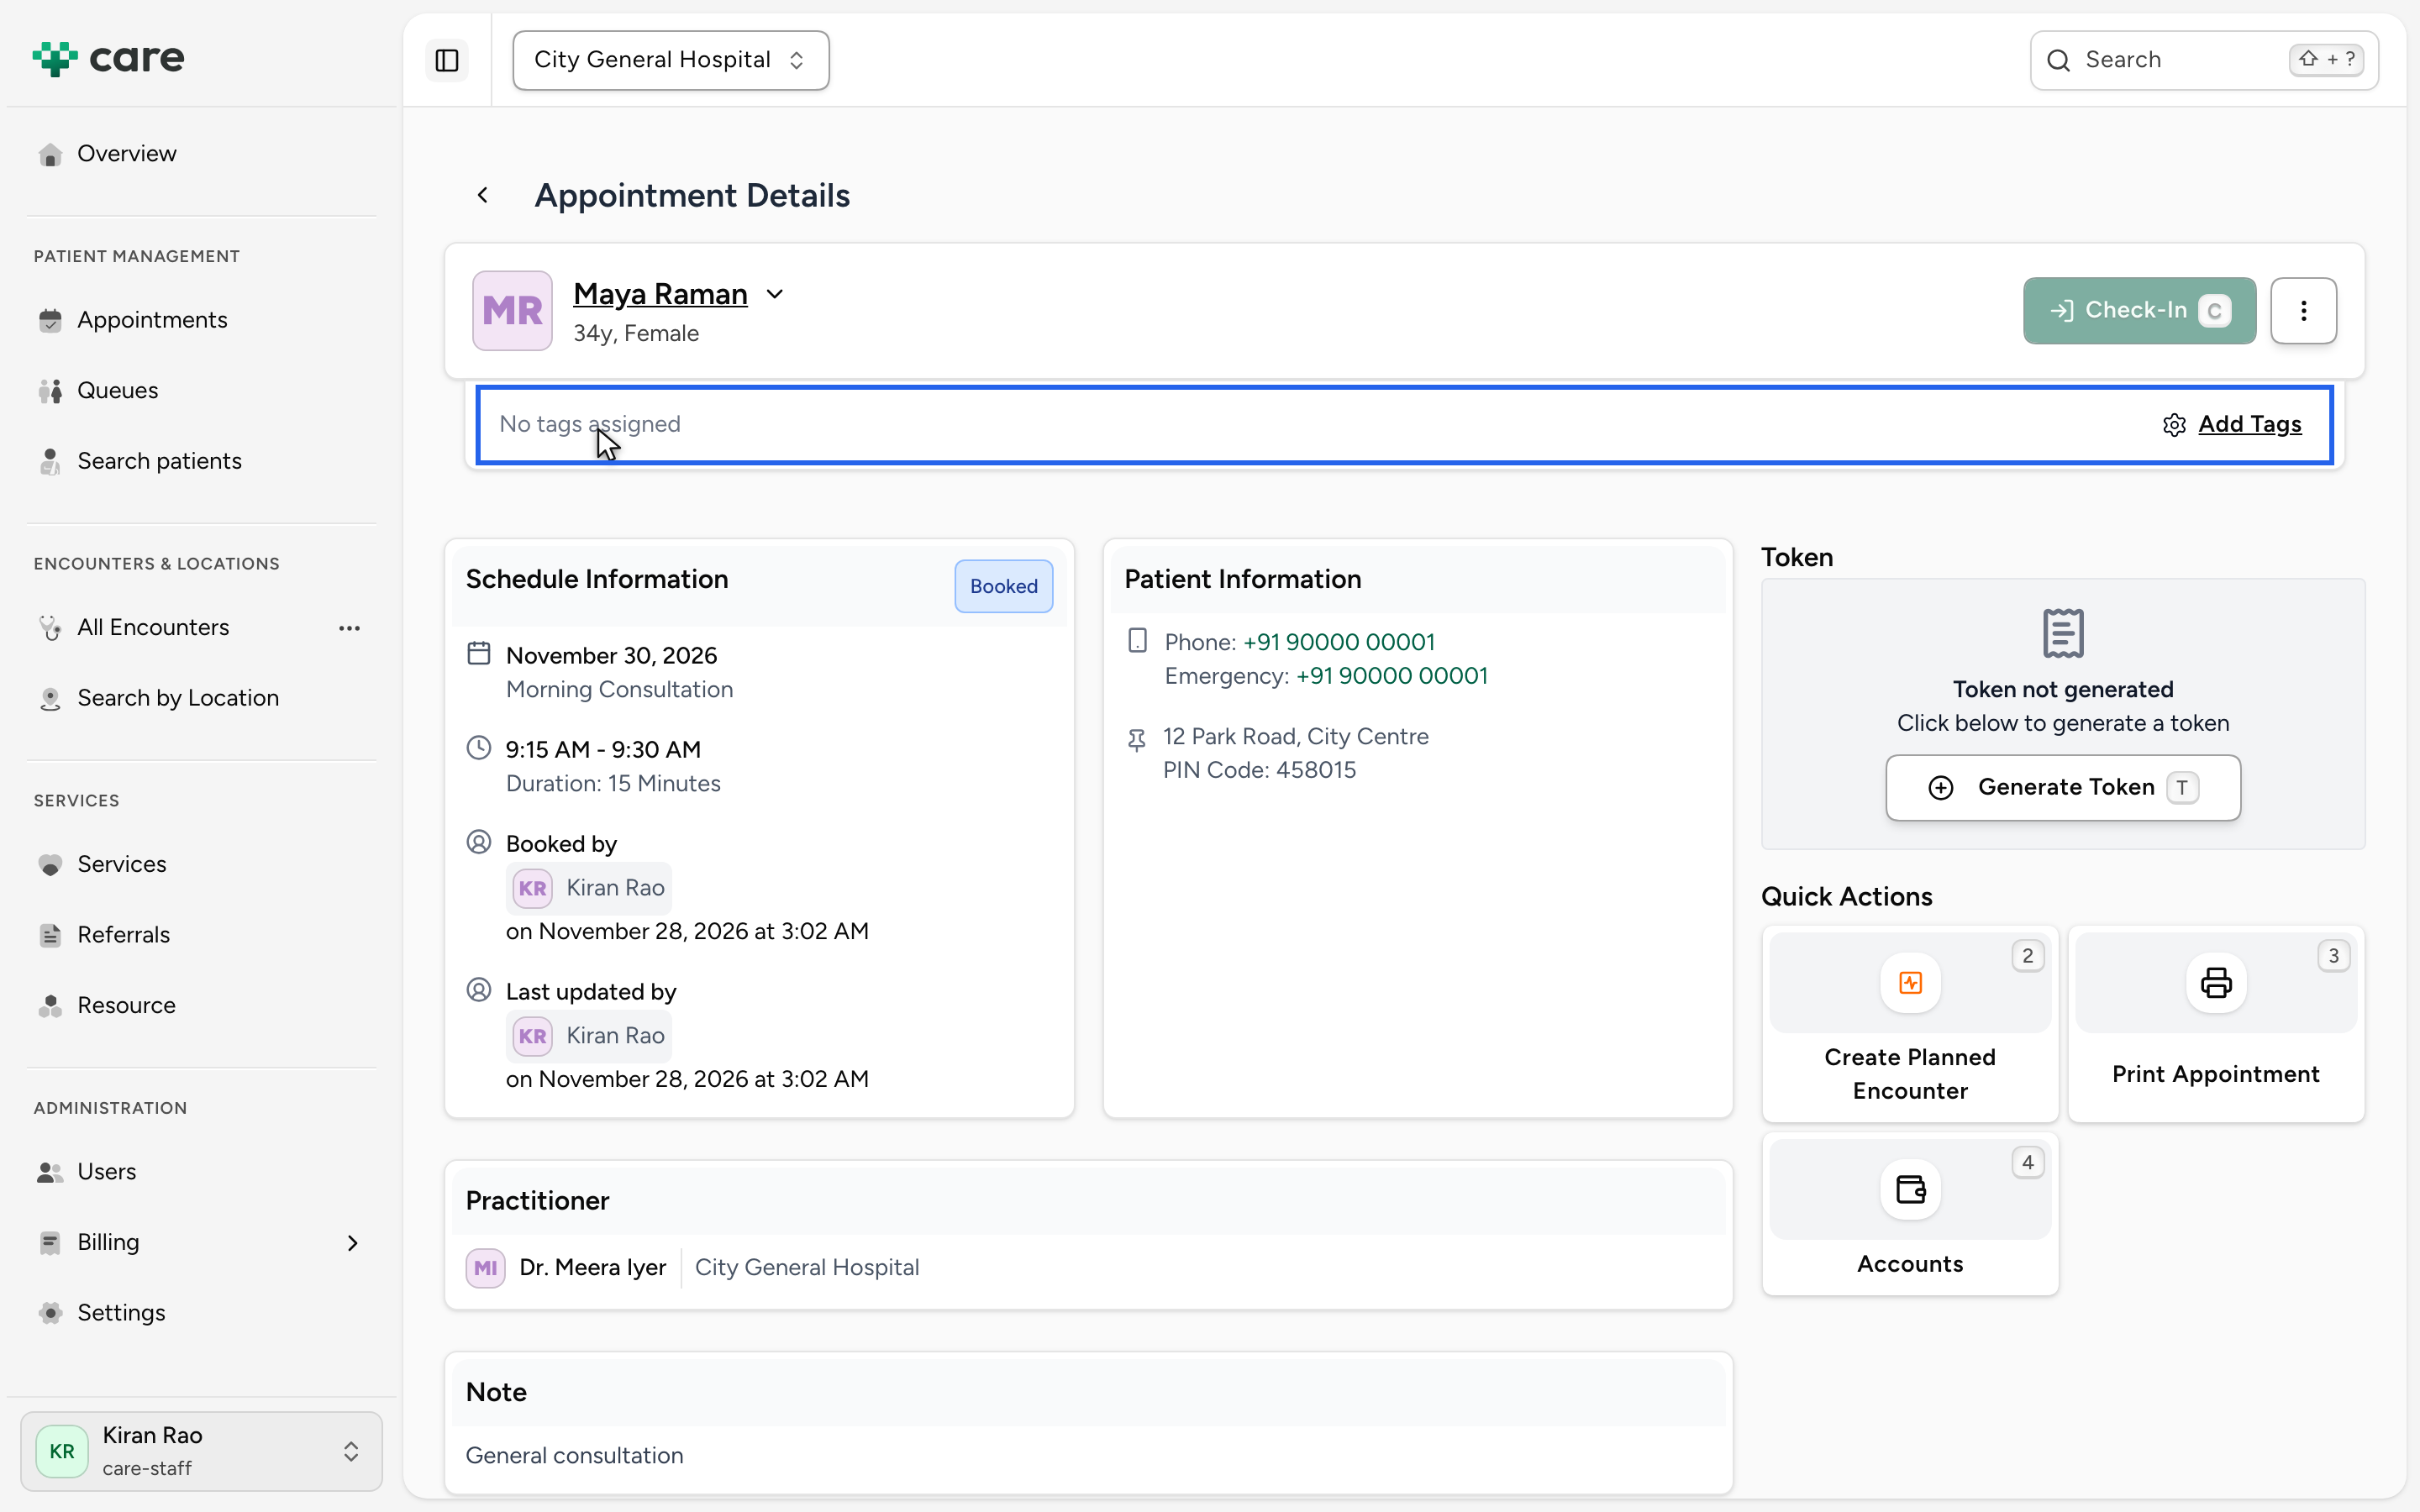 care
City General Hospital
Search
+ ?
Overview
PATIENT MANAGEMENT
Appointments
Queues
Search patients
ENCOUNTERS & LOCATIONS
All Encounters
Search by Location
SERVICES
Services
Referrals
Resource
ADMINISTRATION
Users
Billing
Settings
KR
Kiran Rao
care-staff
Appointment Details
MR
Maya Raman
34y, Female
Check-In C
No tags assigned
Add Tags
Schedule Information
Booked
November 30, 2026
Morning Consultation
9:15 AM - 9:30 AM
Duration: 15 Minutes
Booked by
KR Kiran Rao
on November 28, 2026 at 3:02 AM
Last updated by
KR Kiran Rao
on November 28, 2026 at 3:02 AM
Patient Information
Phone: +91 90000 00001
Emergency: +91 90000 00001
12 Park Road, City Centre
PIN Code: 458015
Practitioner
MI Dr. Meera Iyer City General Hospital
Note
General consultation
Token
Token not generated
Click below to generate a token
Generate Token T
Quick Actions
2
Create Planned
Encounter
3
Print Appointment
4
Accounts